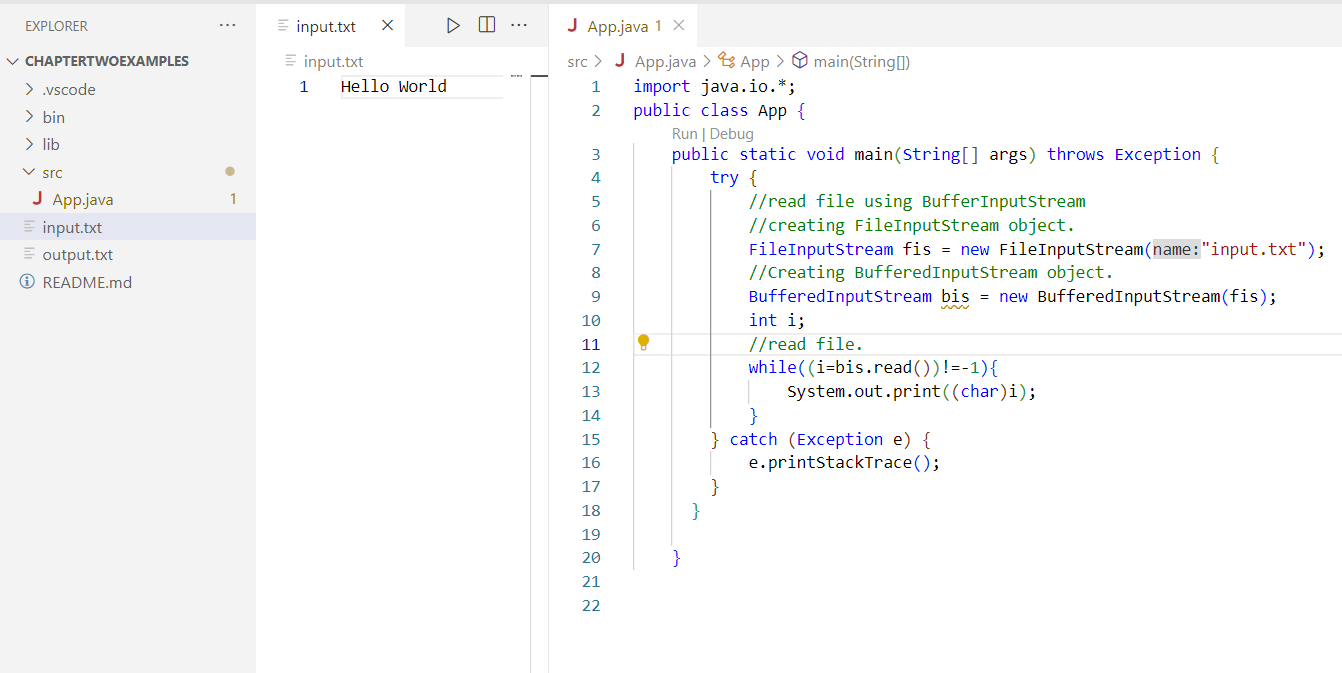 EXPLORER ···
CHAPTERTWOEXAMPLES
.vscode
bin
lib
src
J App.java 1
input.txt
output.txt
README.md
input.txt
input.txt
1 Hello World
J App.java 1
src > J App.java > App > main(String[])
1 import java.io.*;
2 public class App {
Run | Debug
3 public static void main(String[] args) throws Exception {
4 try {
5 //read file using BufferInputStream
6 //creating FileInputStream object.
7 FileInputStream fis = new FileInputStream(name:"input.txt");
8 //Creating BufferedInputStream object.
9 BufferedInputStream bis = new BufferedInputStream(fis);
10 int i;
11 //read file.
12 while((i=bis.read())!=-1){
13 System.out.print((char)i);
14 }
15 } catch (Exception e) {
16 e.printStackTrace();
17 }
18 }
19
20 }
21
22